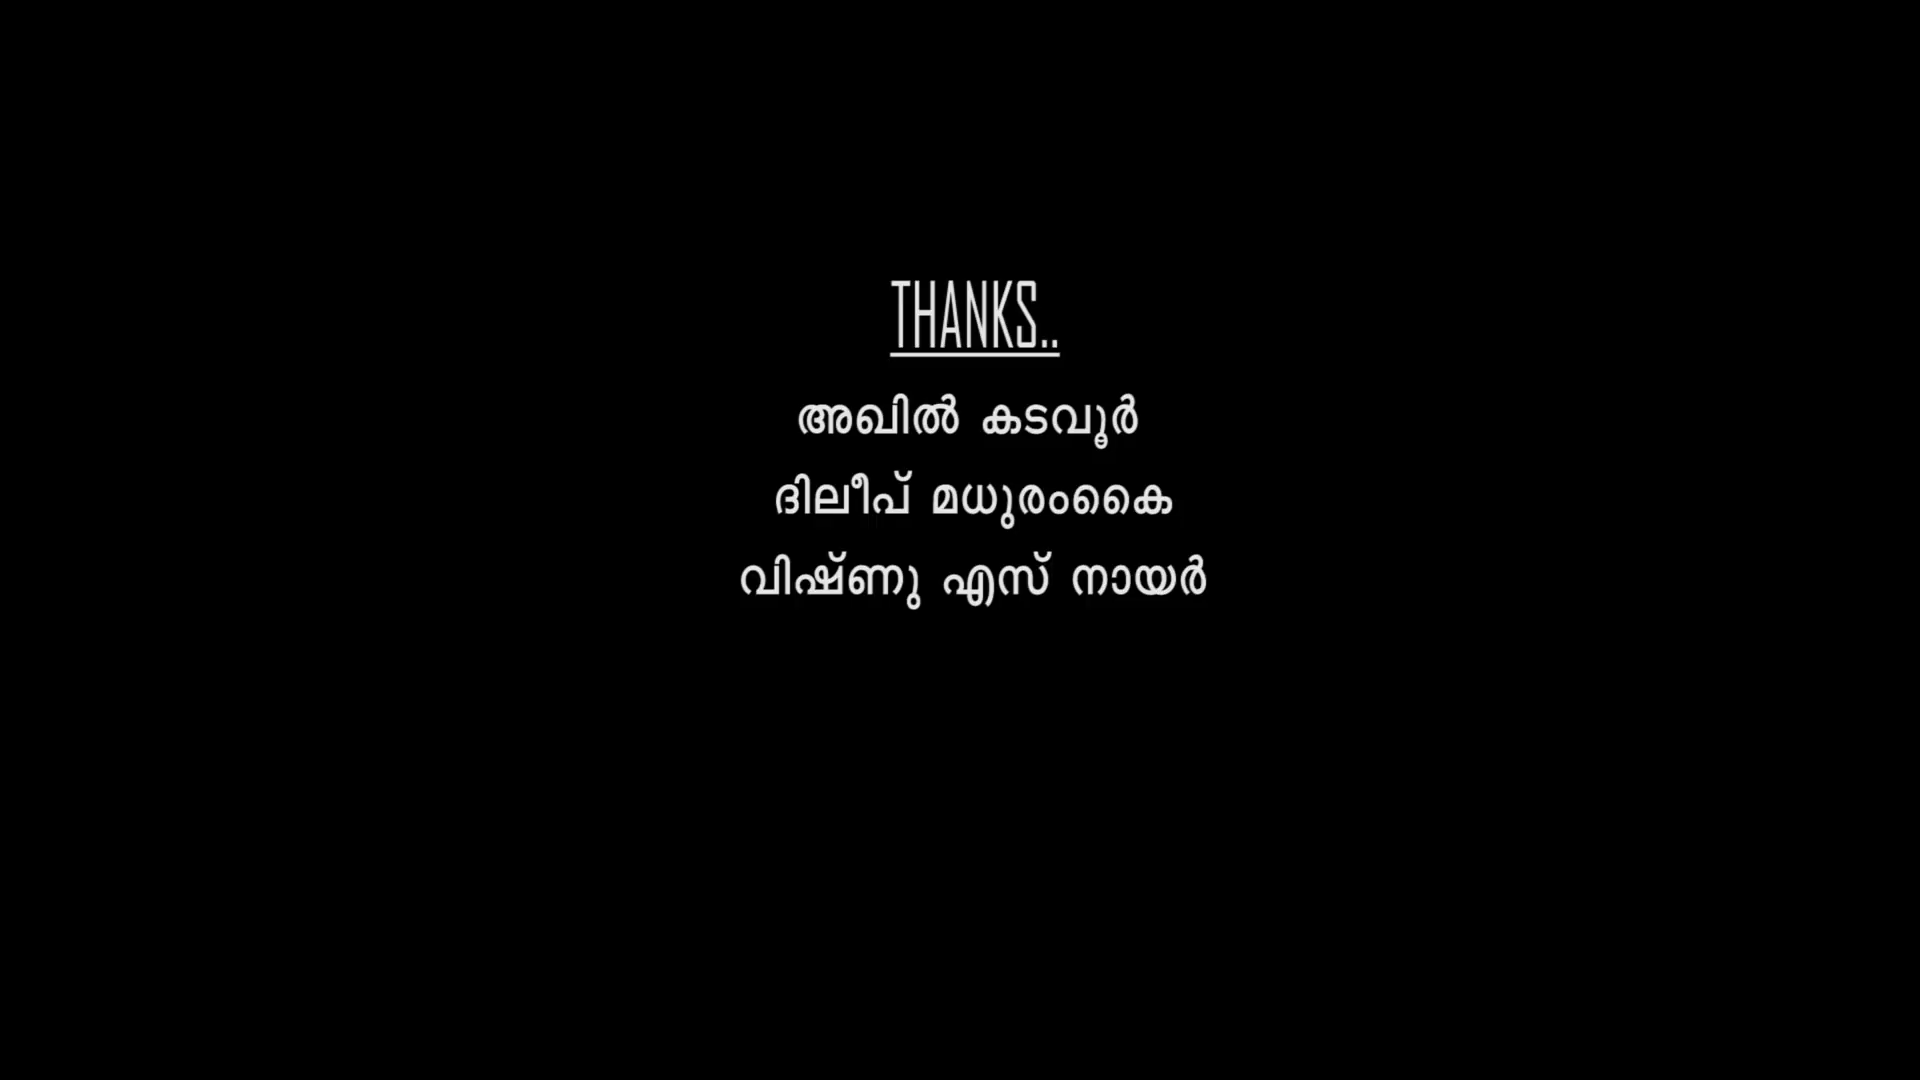 THANKS..
അഖിൽ കടവൂർ
ദിലീപ് മധുരംകൈ
വിഷ്ണു എസ് നായർ